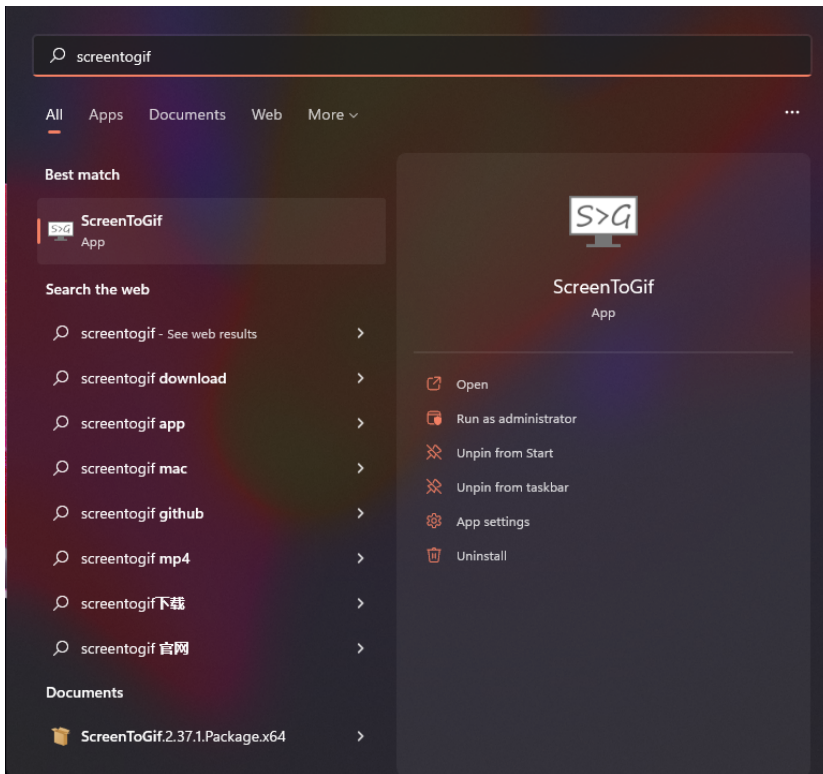 screentogif
All Apps Documents Web More
Best match
ScreenToGif
App
Search the web
screentogif - See web results
screentogif download
screentogif app
screentogif mac
screentogif github
screentogif mp4
screentogif下载
screentogif 官网
Documents
ScreenToGif.2.37.1.Package.x64
S>G
ScreenToGif
App
Open
Run as administrator
Unpin from Start
Unpin from taskbar
App settings
Uninstall